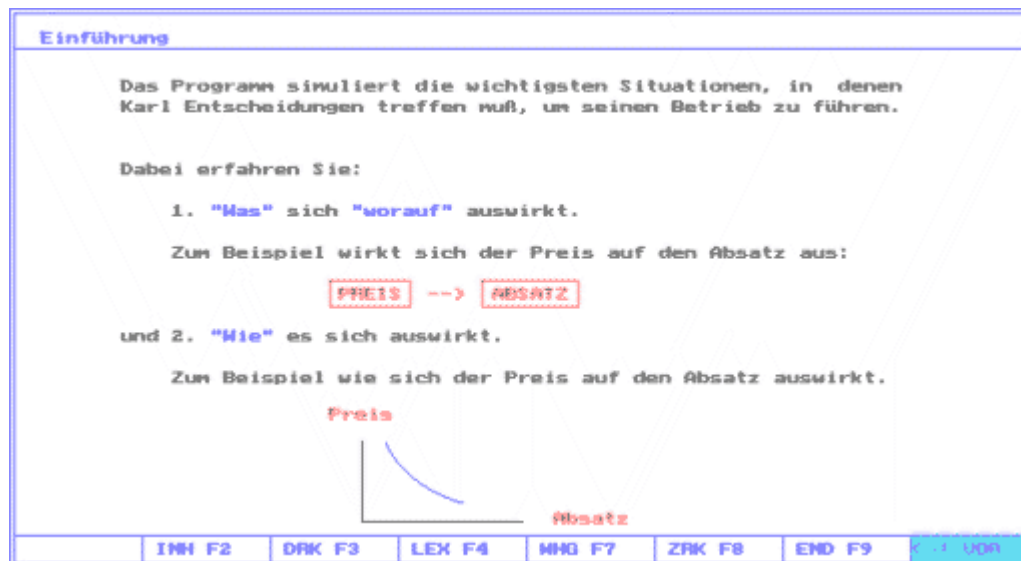 Einführung
Das Programm simuliert die wichtigsten Situationen, in denen
Karl Entscheidungen treffen muß, um seinen Betrieb zu führen.
Dabei erfahren Sie:
1. "Was" sich "worauf" auswirkt.
Zum Beispiel wirkt sich der Preis auf den Absatz aus:
PREIS --> ABSATZ
und 2. "Wie" es sich auswirkt.
Zum Beispiel wie sich der Preis auf den Absatz auswirkt.
Preis
Absatz
INH F2 DRK F3 LEX F4 WHG F7 ZRK F8 END F9 VOR